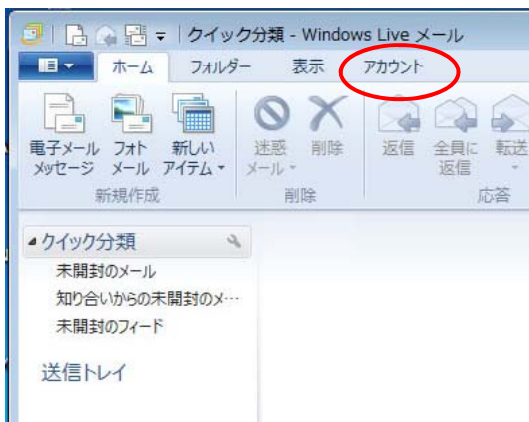 クイック分類 - Windows Live メール
ホーム フォルダー 表示 アカウント
電子メール メッセージ
フォト メール
新しい アイテム
迷惑 メール
削除
返信
全員に 返信
転送
新規作成
削除
応答
クイック分類
未開封のメール
知り合いからの未開封のメ…
未開封のフィード
送信トレイ